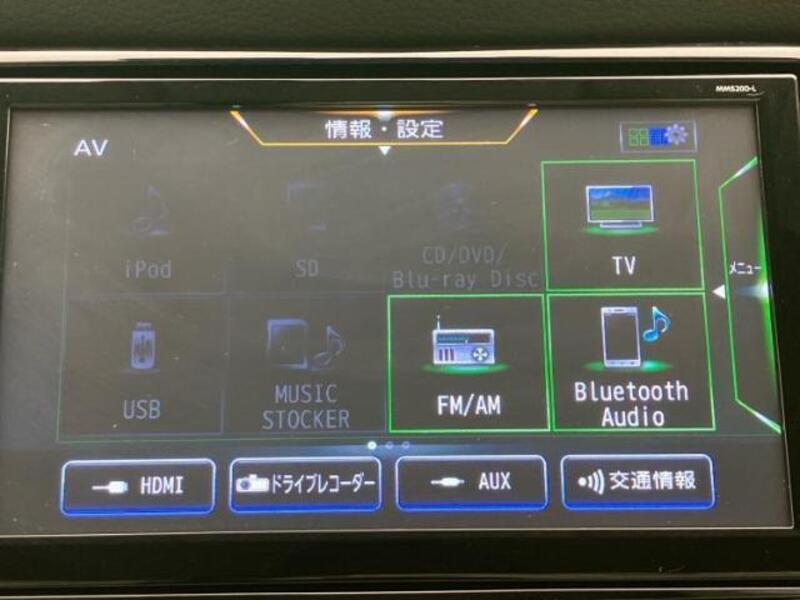 MM520D-L
情報・設定
AV
iPod
SD
CD/DVD/
Blu-ray Disc
TV
メニュー
USB
MUSIC
STOCKER
FM/AM
Bluetooth
Audio
HDMI
ドライブレコーダー
AUX
交通情報